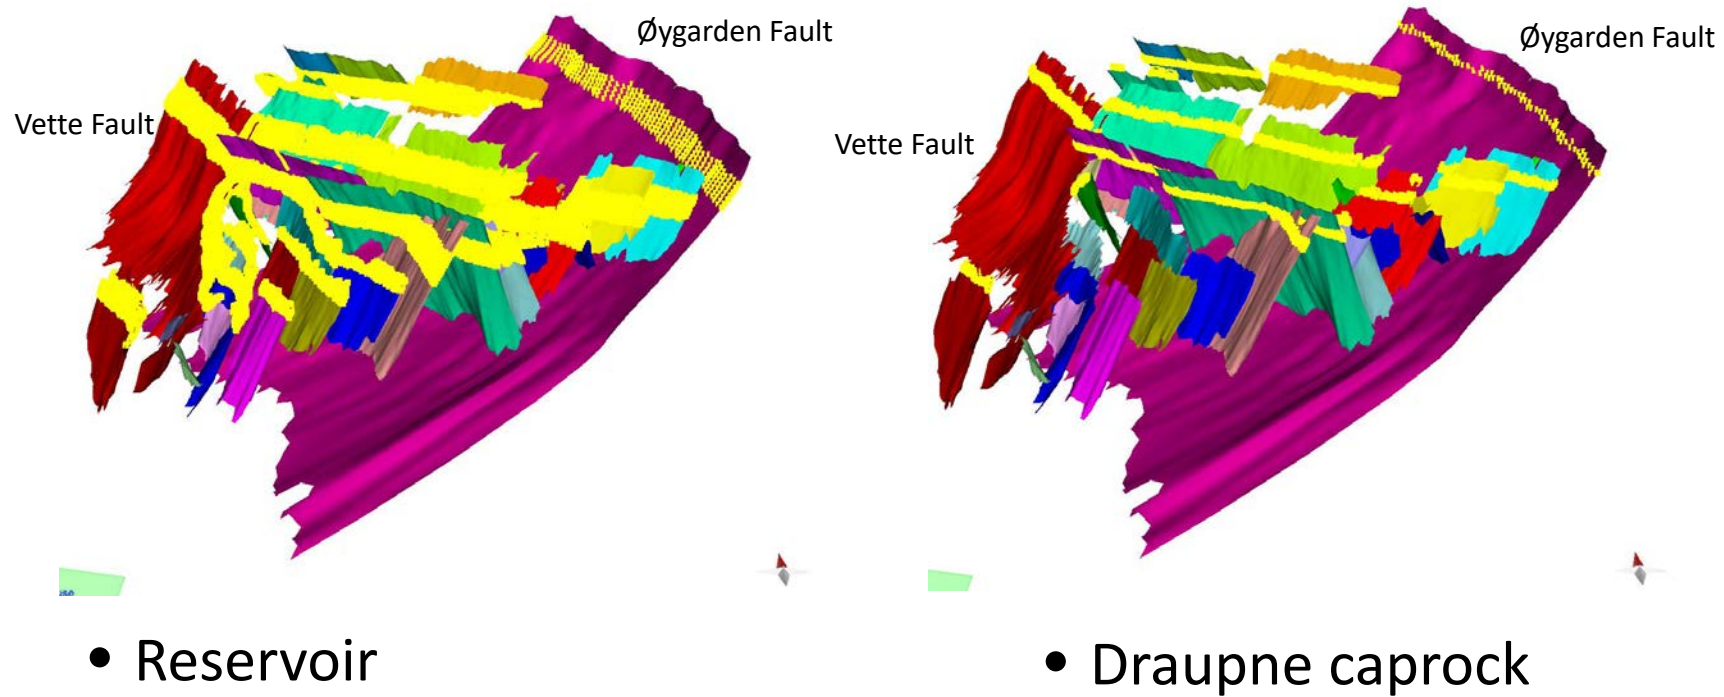 Øygarden Fault
Vette Fault
Øygarden Fault
Vette Fault
• Reservoir
• Draupne caprock